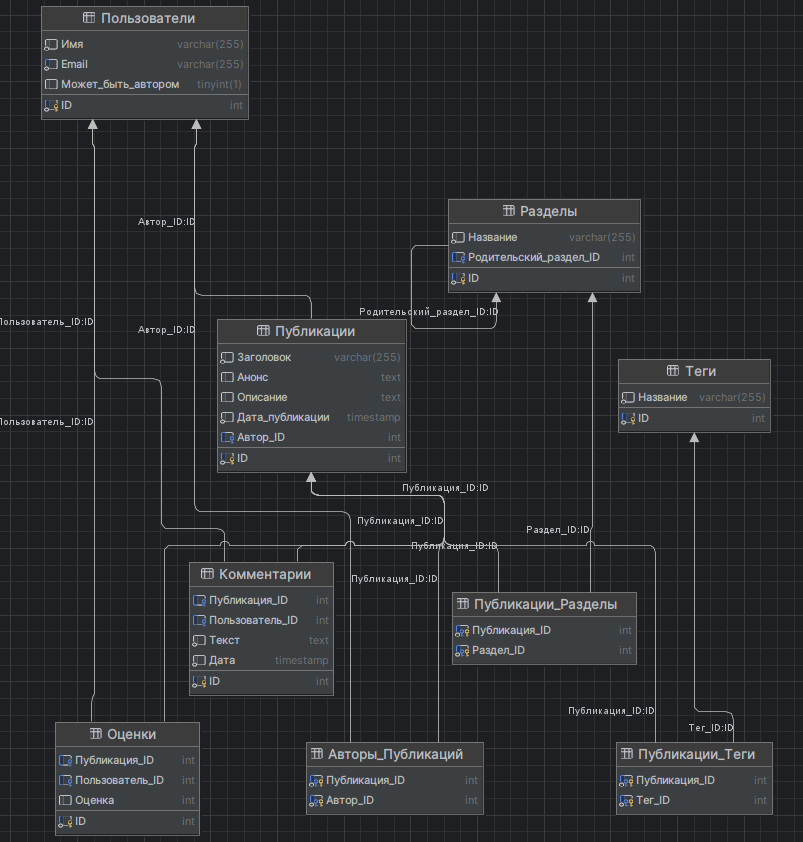 Пользователи
Имя varchar(255)
Email varchar(255)
Может_быть_автором tinyint(1)
ID int
Автор_ID:ID
Разделы
Название varchar(255)
Родительский_раздел_ID int
ID int
Родительский_раздел_ID:ID
Пользователь_ID:ID
Автор_ID:ID
Публикации
Заголовок varchar(255)
Анонс text
Описание text
Дата_публикации timestamp
Автор_ID int
ID int
Теги
Название varchar(255)
ID int
Пользователь_ID:ID
Публикация_ID:ID
Публикация_ID:ID
Раздел_ID:ID
Публикация_ID:ID
Публикация_ID:ID
Комментарии
Публикация_ID int
Пользователь_ID int
Текст text
Дата timestamp
ID int
Публикации_Разделы
Публикация_ID int
Раздел_ID int
Публикация_ID:ID
Тег_ID:ID
Оценки
Публикация_ID int
Пользователь_ID int
Оценка int
ID int
Авторы_Публикаций
Публикация_ID int
Автор_ID int
Публикации_Теги
Публикация_ID int
Тег_ID int